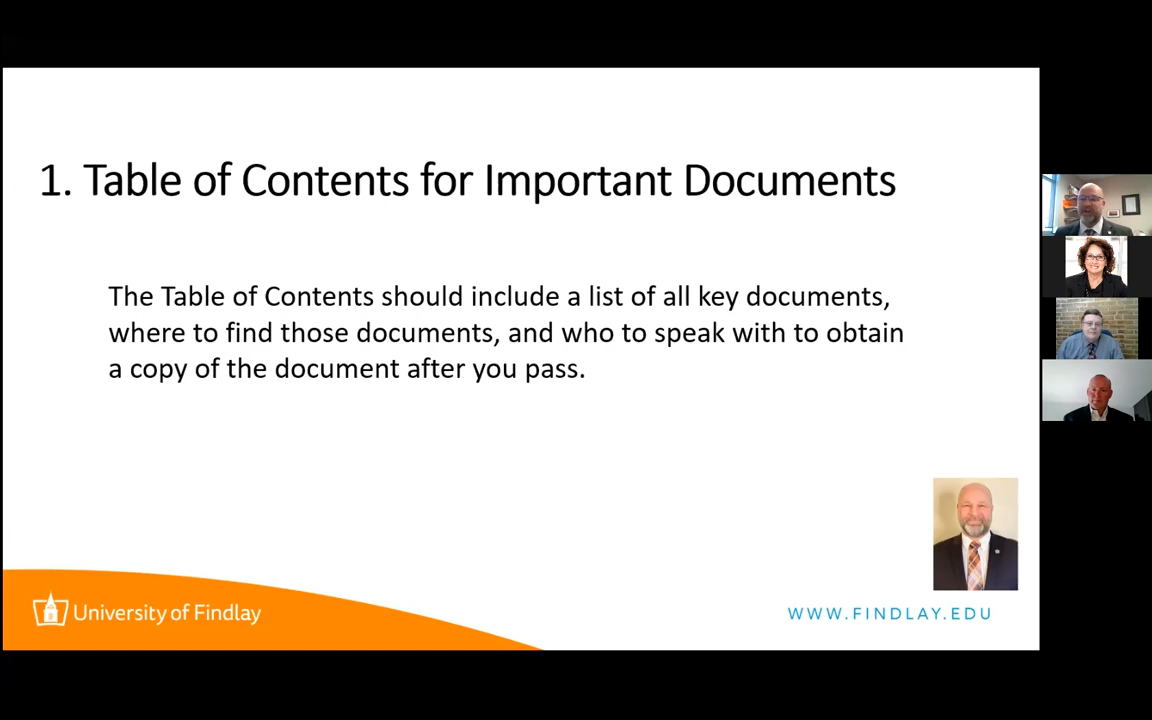 1. Table of Contents for Important Documents
The Table of Contents should include a list of all key documents,
where to find those documents, and who to speak with to obtain
a copy of the document after you pass.
University of Findlay
WWW.FINDLAY.EDU